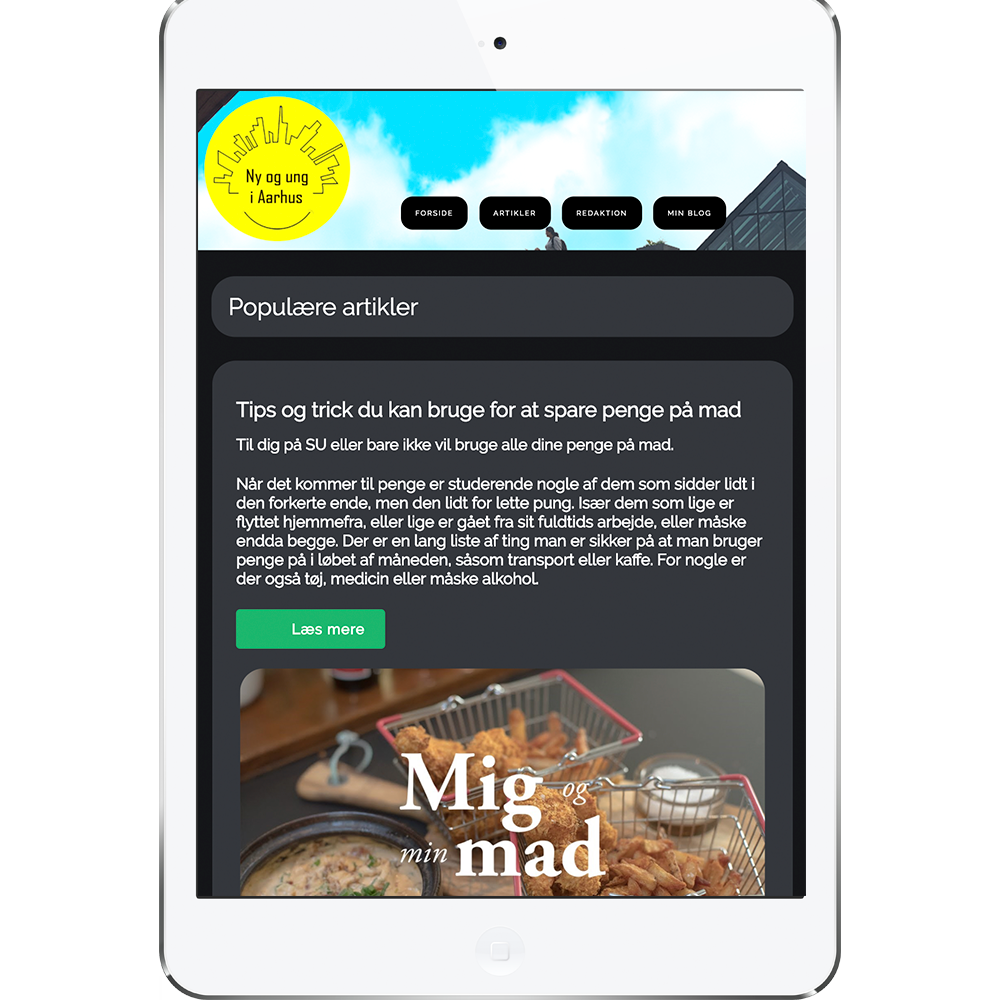 Ny og ung
i Aarhus
FORSIDE ARTIKLER REDAKTION MIN BLOG
Populære artikler
Tips og trick du kan bruge for at spare penge på mad
Til dig på SU eller bare ikke vil bruge alle dine penge på mad.
Når det kommer til penge er studerende nogle af dem som sidder lidt i
den forkerte ende, men den lidt for lette pung. Især dem som lige er
flyttet hjemmefra, eller lige er gået fra sit fuldtids arbejde, eller måske
endda begge. Der er en lang liste af ting man er sikker på at man bruger
penge på i løbet af måneden, såsom transport eller kaffe. For nogle er
der også tøj, medicin eller måske alkohol.
Læs mere
Mig og
min mad